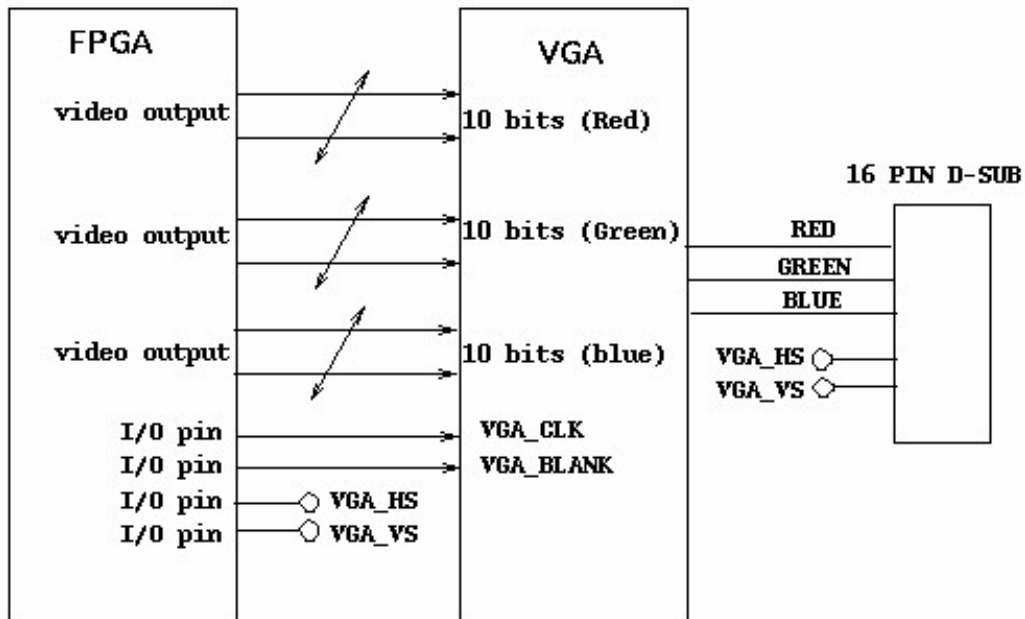 FPGA
VGA
video output
10 bits (Red)
16 PIN D-SUB
video output
10 bits (Green)
RED
GREEN
BLUE
video output
10 bits (blue)
VGA_HS
VGA_VS
I/O pin
VGA_CLK
I/O pin
VGA_BLANK
I/O pin
VGA_HS
I/O pin
VGA_VS